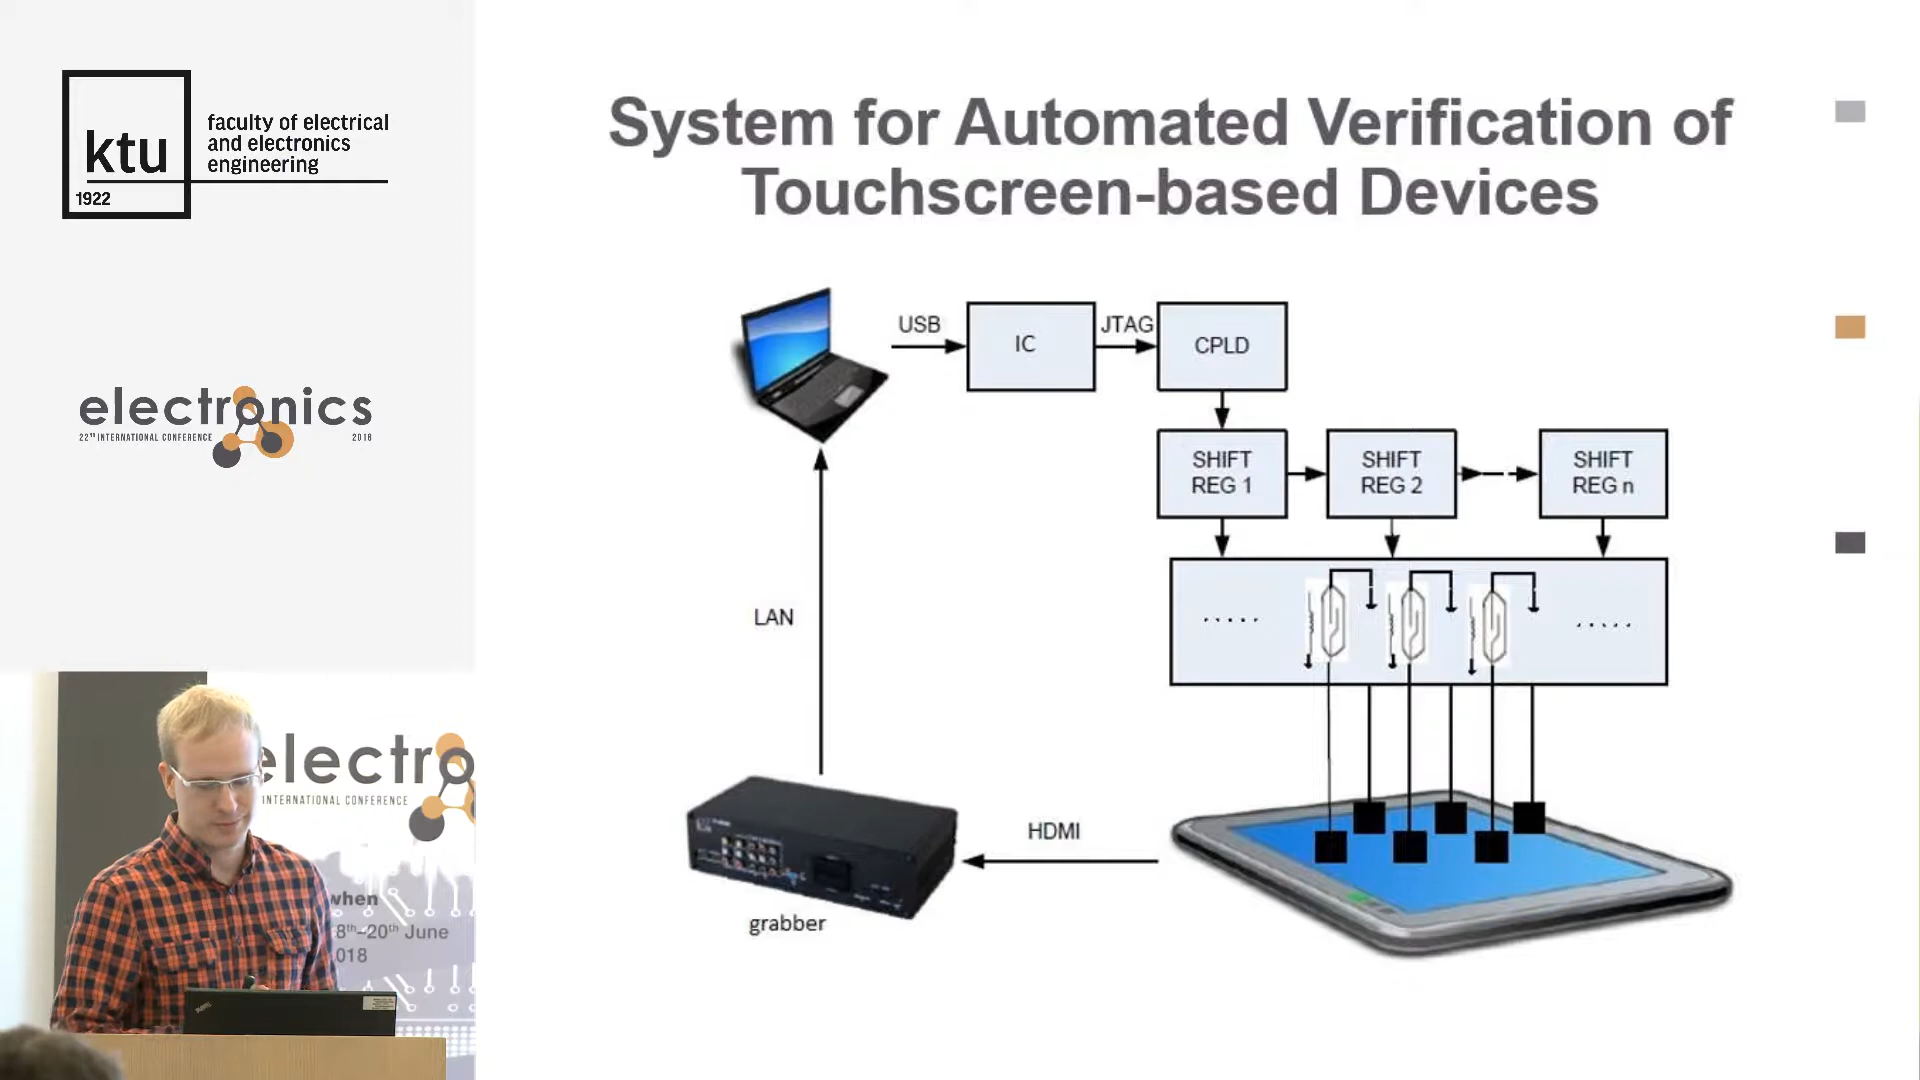 ktu
1922
faculty of electrical
and electronics
engineering
electronics
22ND INTERNATIONAL CONFERENCE
2018
System for Automated Verification of
Touchscreen-based Devices
USB
IC
JTAG
CPLD
SHIFT
REG 1
SHIFT
REG 2
SHIFT
REG n
LAN
HDMI
grabber
electro
INTERNATIONAL CONFERENCE
when
8th–20th June
018